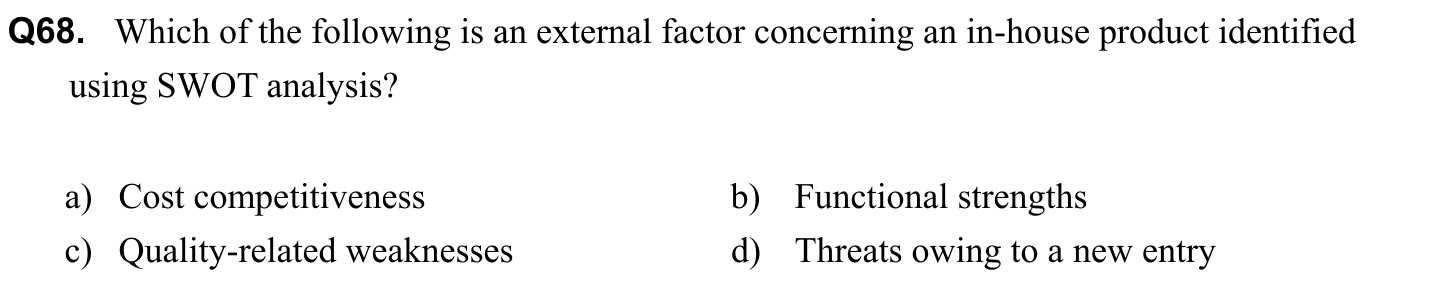 Q68. Which of the following is an external factor concerning an in-house product identified
using SWOT analysis?
a) Cost competitiveness b) Functional strengths
c) Quality-related weaknesses d) Threats owing to a new entry